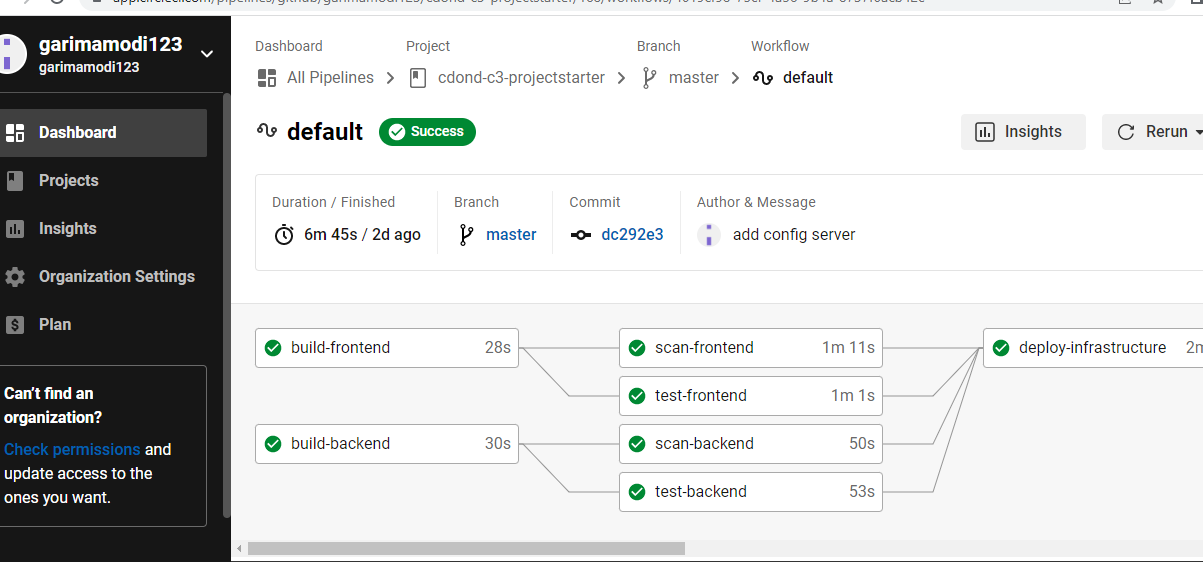 garimamodi123
garimamodi123
Dashboard
Projects
Insights
Organization Settings
Plan
Can't find an
organization?
Check permissions and
update access to the
ones you want.
Dashboard Project Branch Workflow
All Pipelines cdond-c3-projectstarter master default
default Success Insights Rerun
Duration / Finished Branch Commit Author & Message
6m 45s / 2d ago master dc292e3 add config server
build-frontend 28s scan-frontend 1m 11s deploy-infrastructure
test-frontend 1m 1s
build-backend 30s scan-backend 50s
test-backend 53s